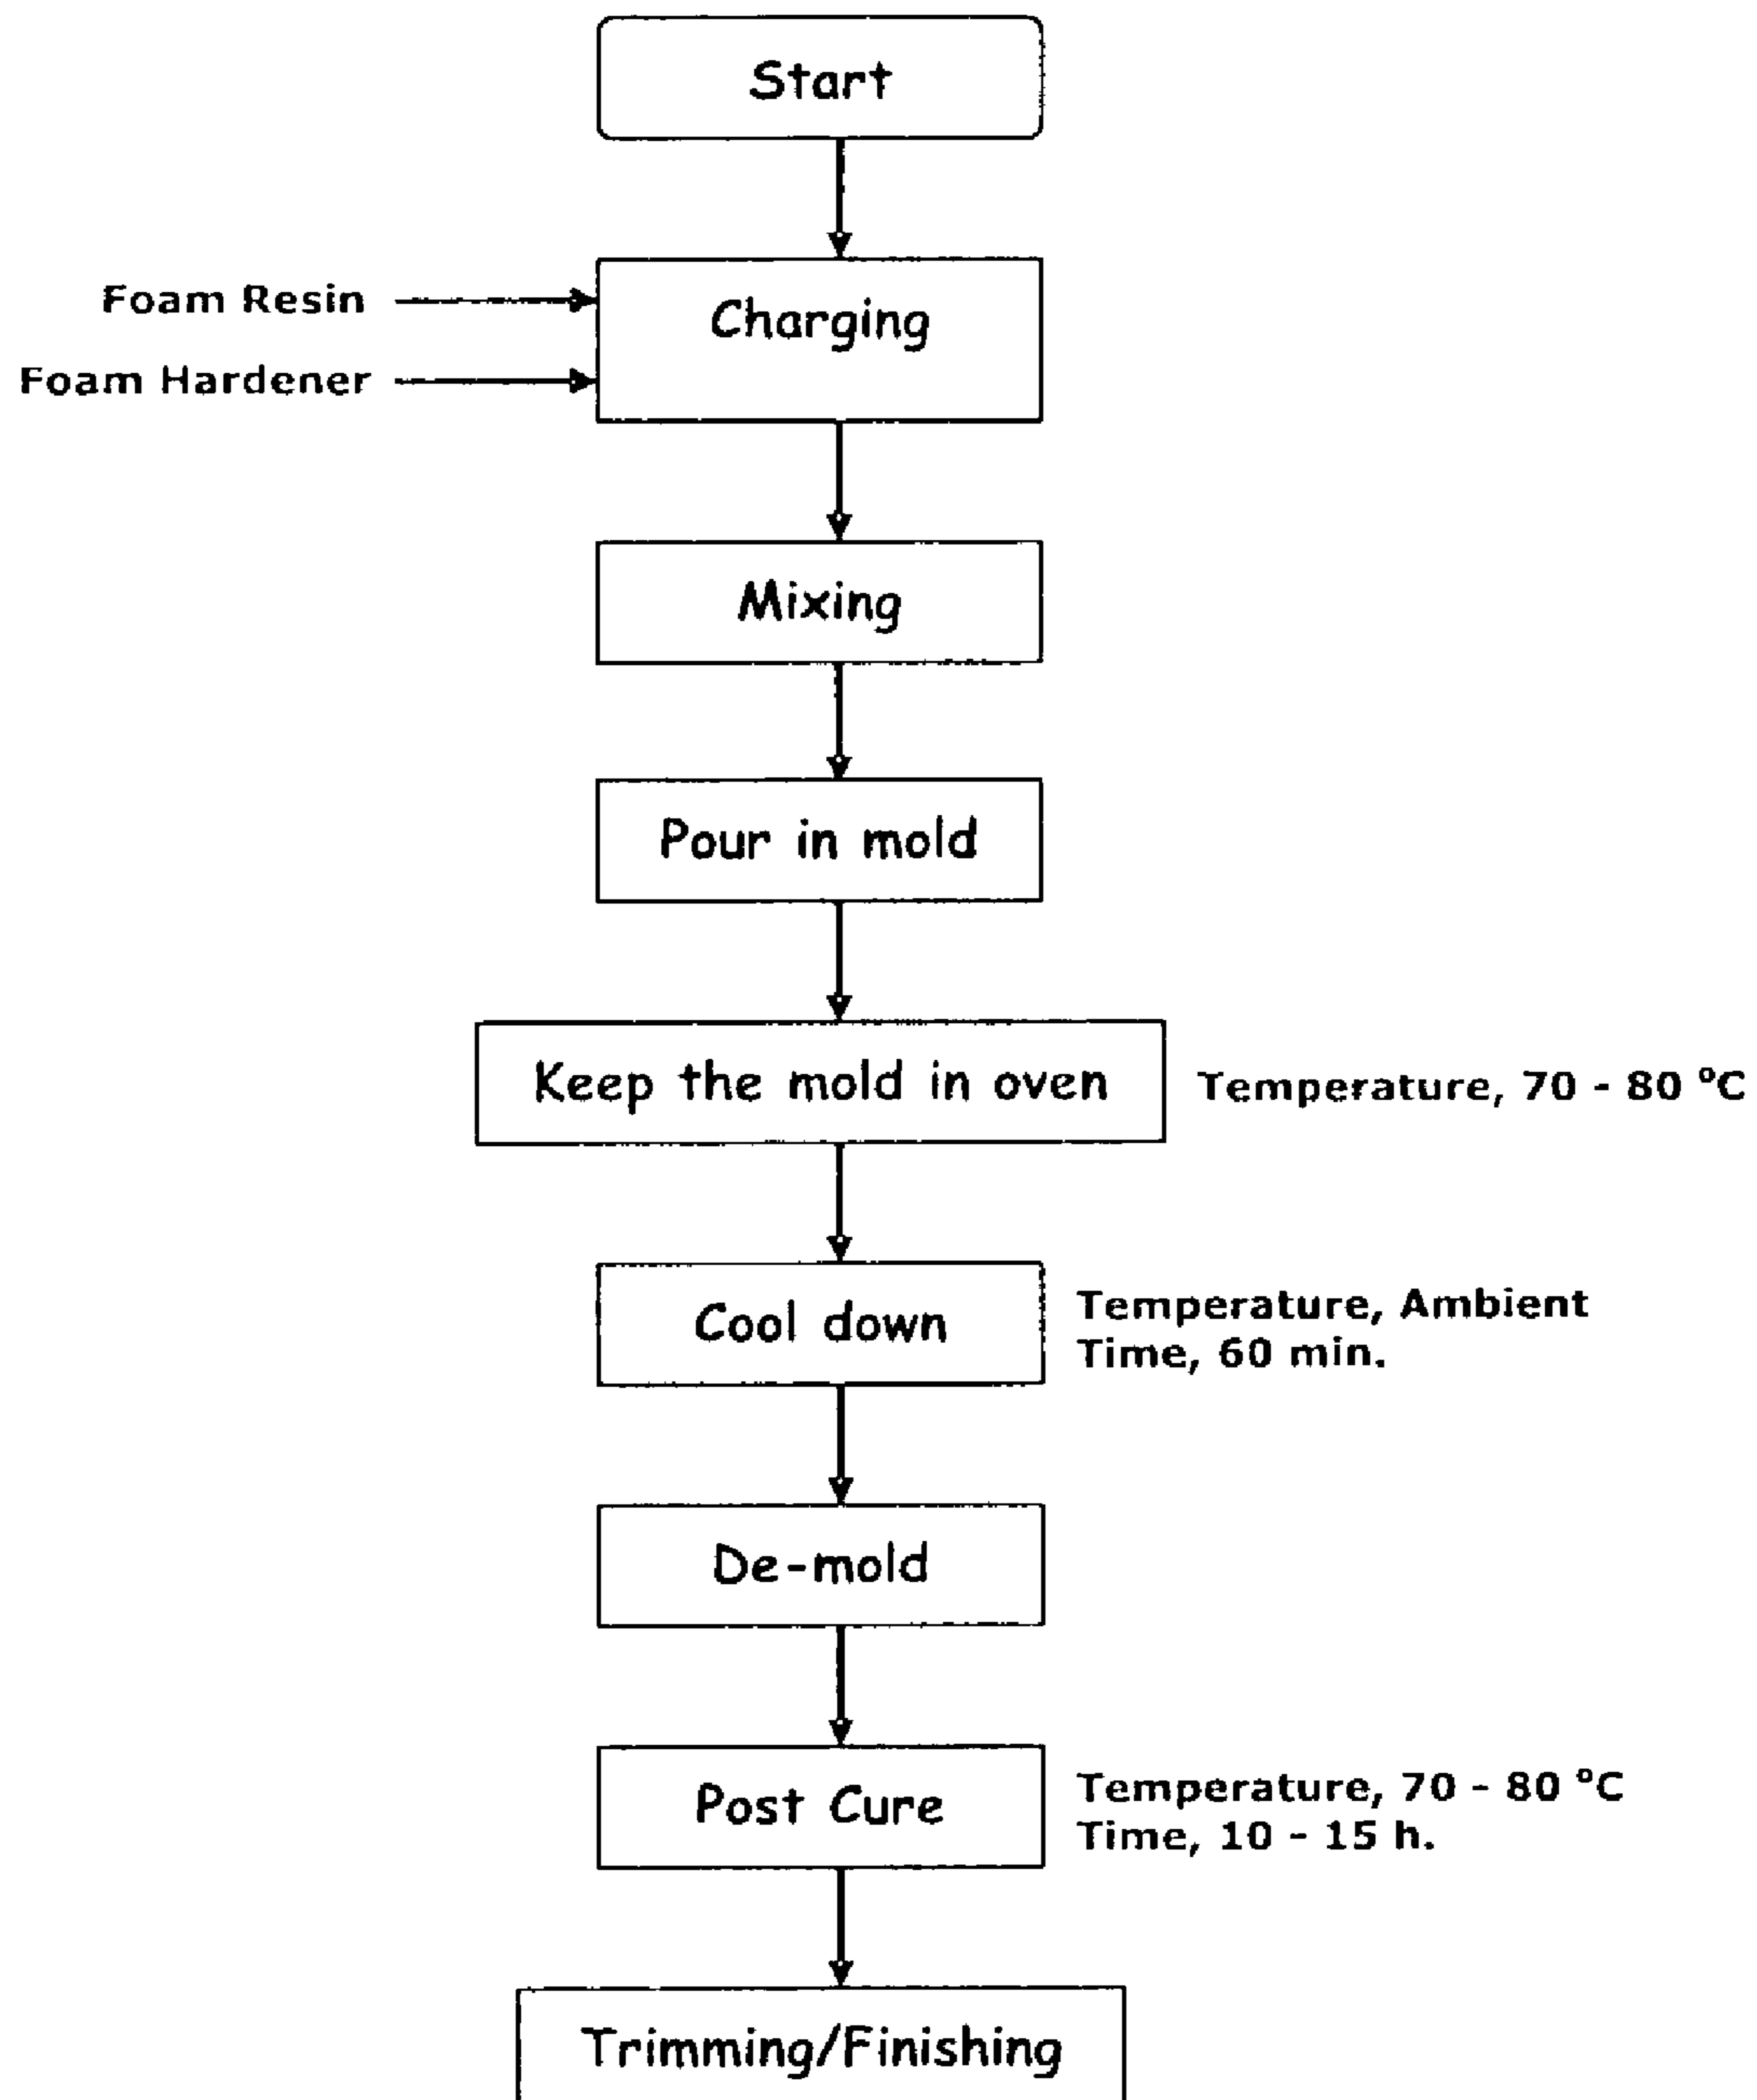 Start
Foam Resin
Charging
Foam Hardener
Mixing
Pour in mold
Keep the mold in oven
Temperature, 70 - 80 °C
Cool down
Temperature, Ambient
Time, 60 min.
De-mold
Post Cure
Temperature, 70 - 80 °C
Time, 10 - 15 h.
Trimming/Finishing